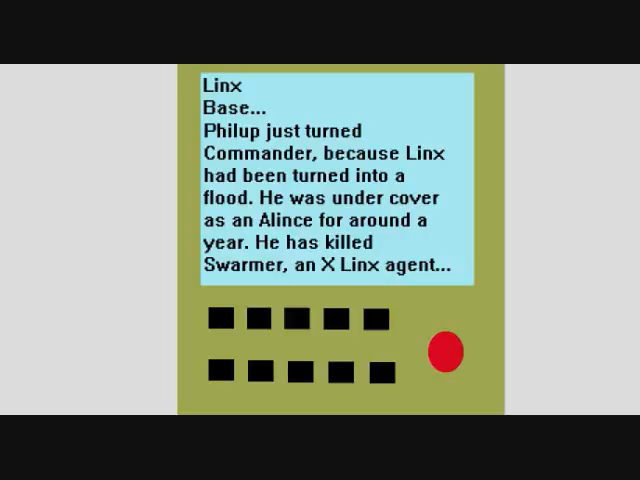 Linx
Base...
Philup just turned
Commander, because Linx
had been turned into a
flood. He was under cover
as an Alince for around a
year. He has killed
Swarmer, an X Linx agent...